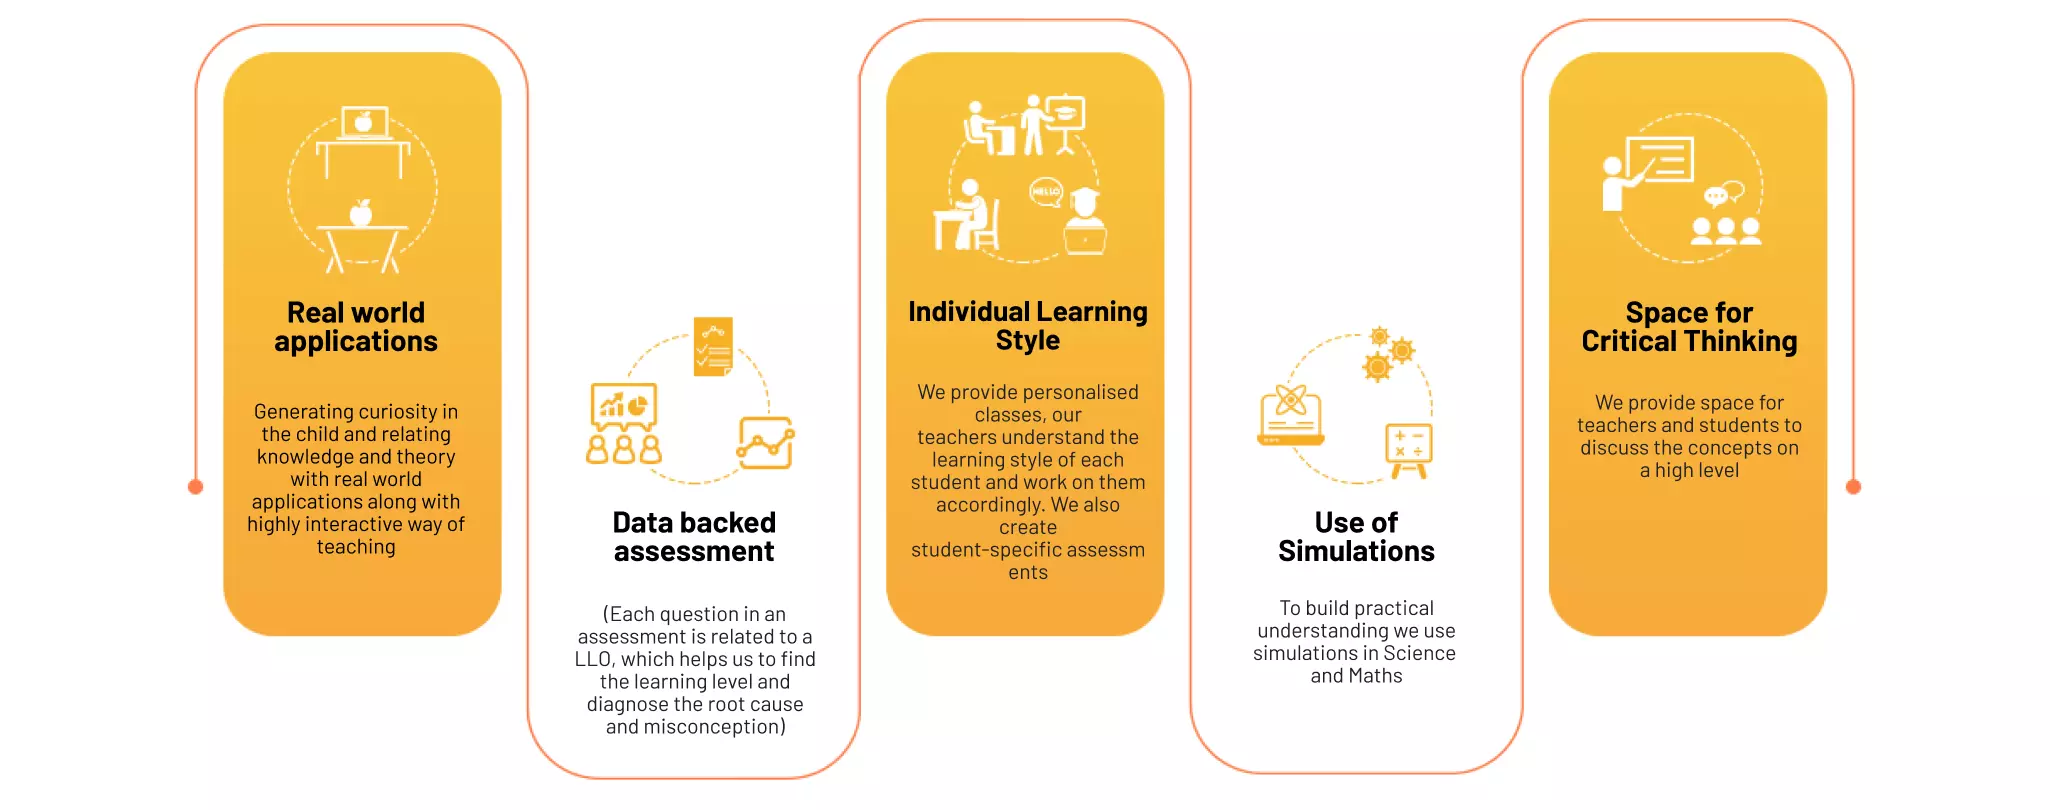 Real world
applications
Generating curiosity in
the child and relating
knowledge and theory
with real world
applications along with
highly interactive way of
teaching
Data backed
assessment
(Each question in an
assessment is related to a
LLO, which helps us to find
the learning level and
diagnose the root cause
and misconception)
HELLO
Individual Learning
Style
We provide personalised
classes, our
teachers understand the
learning style of each
student and work on them
accordingly. We also
create
student-specific assessm
ents
+ -
× ÷
Use of
Simulations
To build practical
understanding we use
simulations in Science
and Maths
Space for
Critical Thinking
We provide space for
teachers and students to
discuss the concepts on
a high level